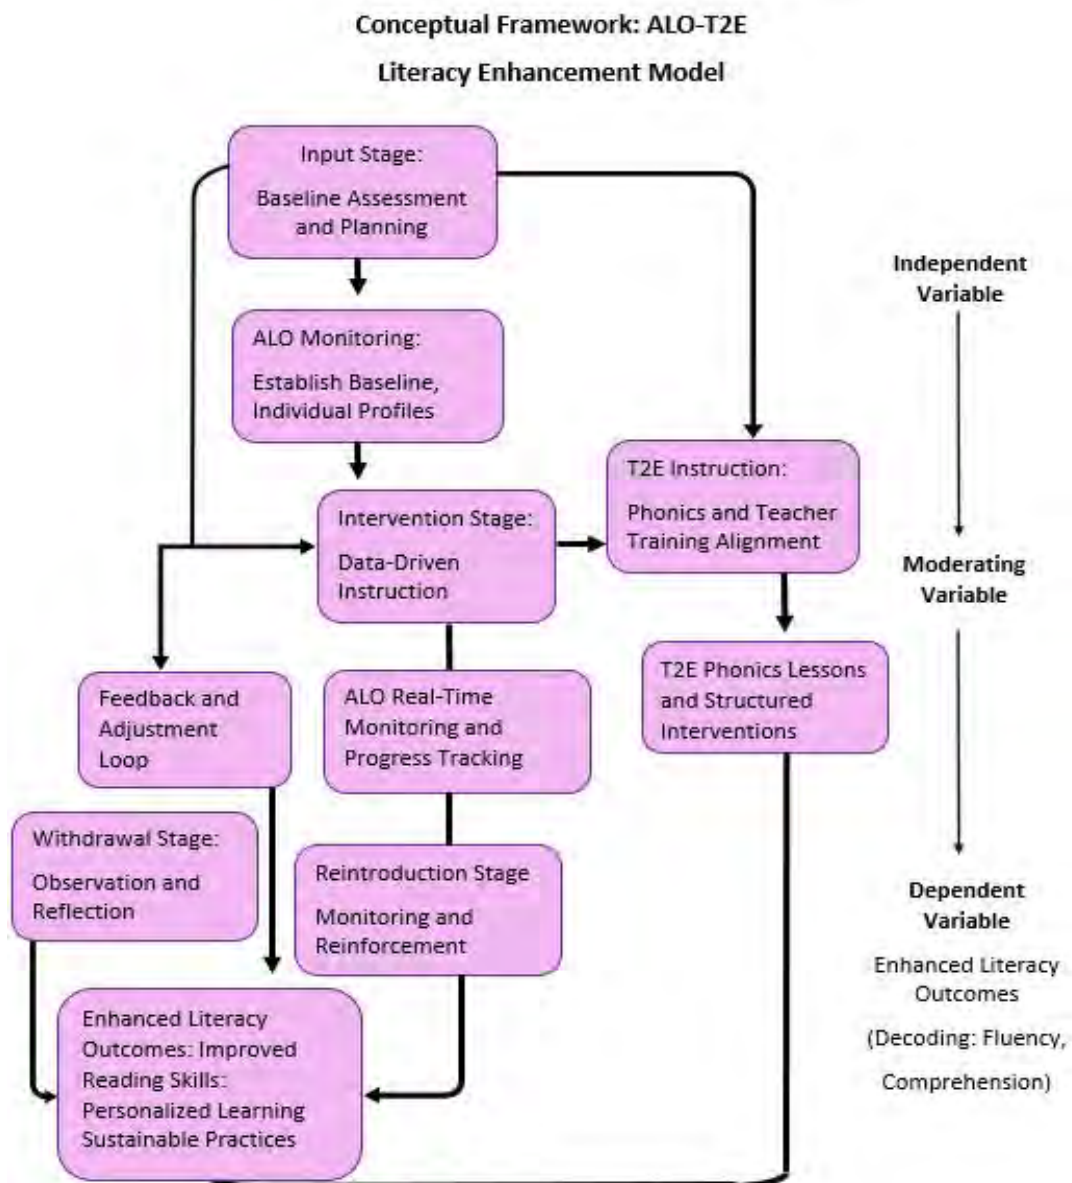 Conceptual Framework: ALO-T2E
Literacy Enhancement Model
Input Stage:
Baseline Assessment
and Planning
ALO Monitoring:
Establish Baseline,
Individual Profiles
Intervention Stage:
Data-Driven
Instruction
T2E Instruction:
Phonics and Teacher
Training Alignment
Feedback and
Adjustment
Loop
ALO Real-Time
Monitoring and
Progress Tracking
T2E Phonics Lessons
and Structured
Interventions
Withdrawal Stage:
Observation and
Reflection
Reintroduction Stage
Monitoring and
Reinforcement
Enhanced Literacy
Outcomes: Improved
Reading Skills:
Personalized Learning
Sustainable Practices
Independent
Variable
Moderating
Variable
Dependent
Variable
Enhanced Literacy
Outcomes
(Decoding: Fluency,
Comprehension)